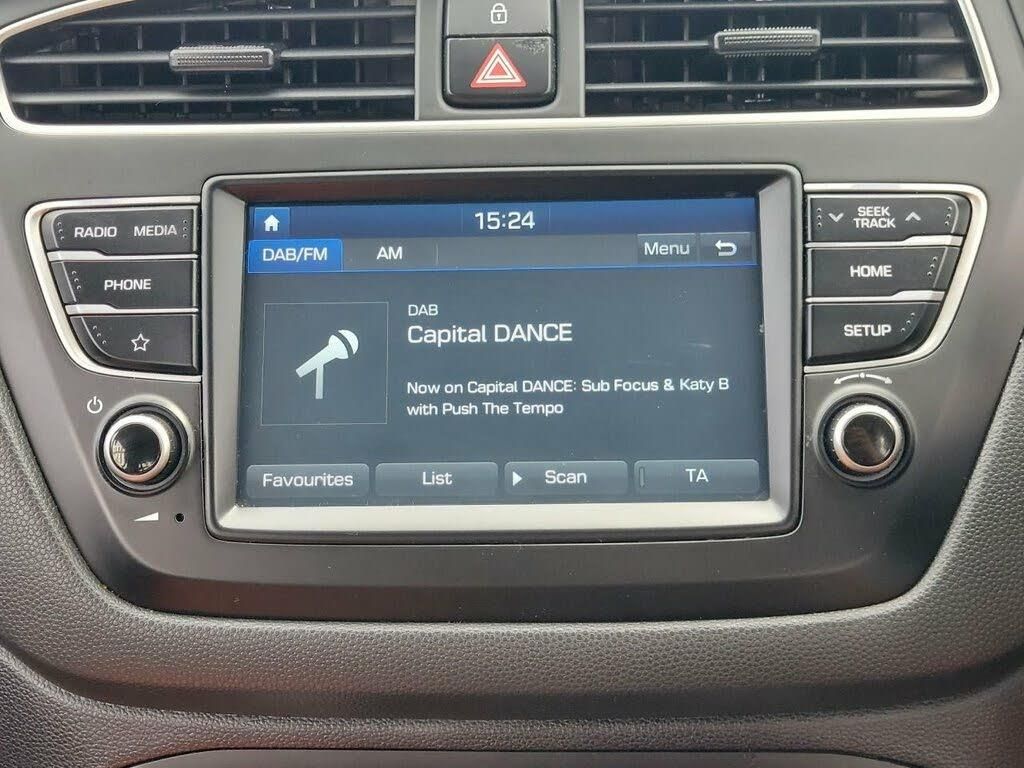 15:24
DAB/FM
AM
Menu
RADIO MEDIA
PHONE
SEEK
TRACK
HOME
SETUP
DAB
Capital DANCE
Now on Capital DANCE: Sub Focus & Katy B
with Push The Tempo
Favourites
List
Scan
TA